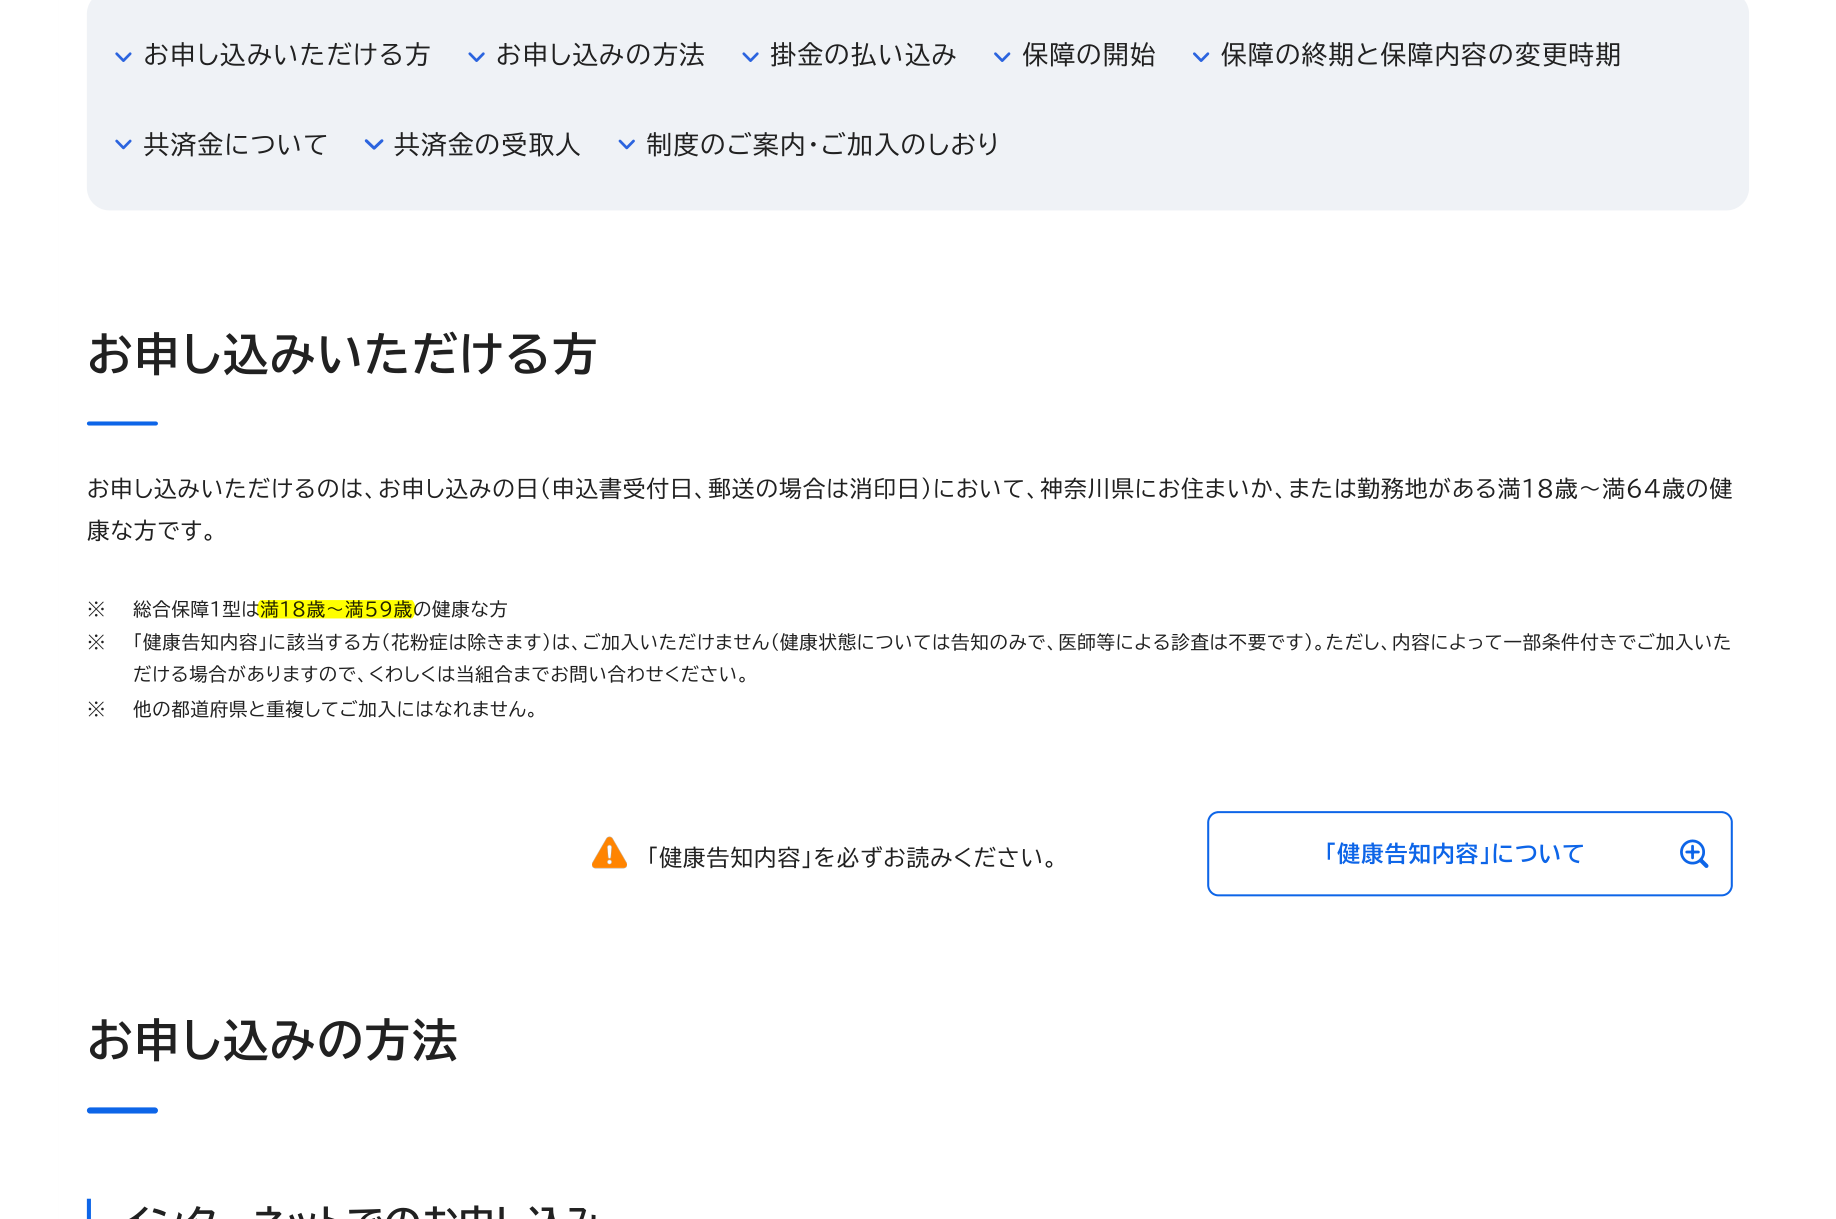 お申し込みいただける方 お申し込みの方法 掛金の払い込み 保障の開始 保障の終期と保障内容の変更時期
共済金について 共済金の受取人 制度のご案内・ご加入のしおり
お申し込みいただける方
お申し込みいただけるのは、お申し込みの日（申込書受付日、郵送の場合は消印日）において、神奈川県にお住まいか、または勤務地がある満18歳～満64歳の健
康な方です。
※ 総合保障1型は満18歳～満59歳の健康な方
※ 「健康告知内容」に該当する方（花粉症は除きます）は、ご加入いただけません（健康状態については告知のみで、医師等による診査は不要です）。ただし、内容によって一部条件付きでご加入いた
だける場合がありますので、くわしくは当組合までお問い合わせください。
※ 他の都道府県と重複してご加入にはなれません。
「健康告知内容」を必ずお読みください。
「健康告知内容」について
お申し込みの方法
インターネットでのお申し込み